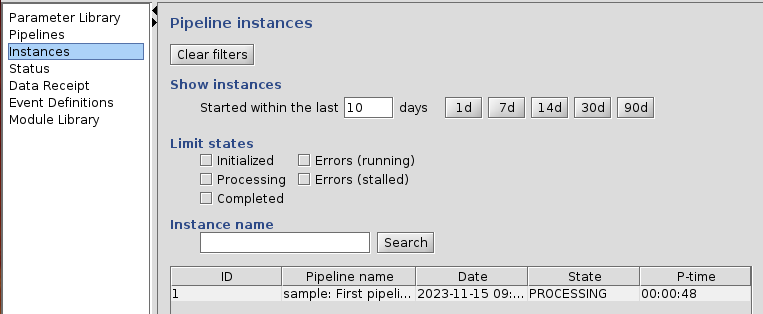 Parameter Library
Pipelines
Instances
Status
Data Receipt
Event Definitions
Module Library
Pipeline instances
Clear filters
Show instances
Started within the last 10 days 1d 7d 14d 30d 90d
Limit states
Initialized Errors (running)
Processing Errors (stalled)
Completed
Instance name
Search
ID Pipeline name Date State P-time
1 sample: First pipeli... 2023-11-15 09:... PROCESSING 00:00:48